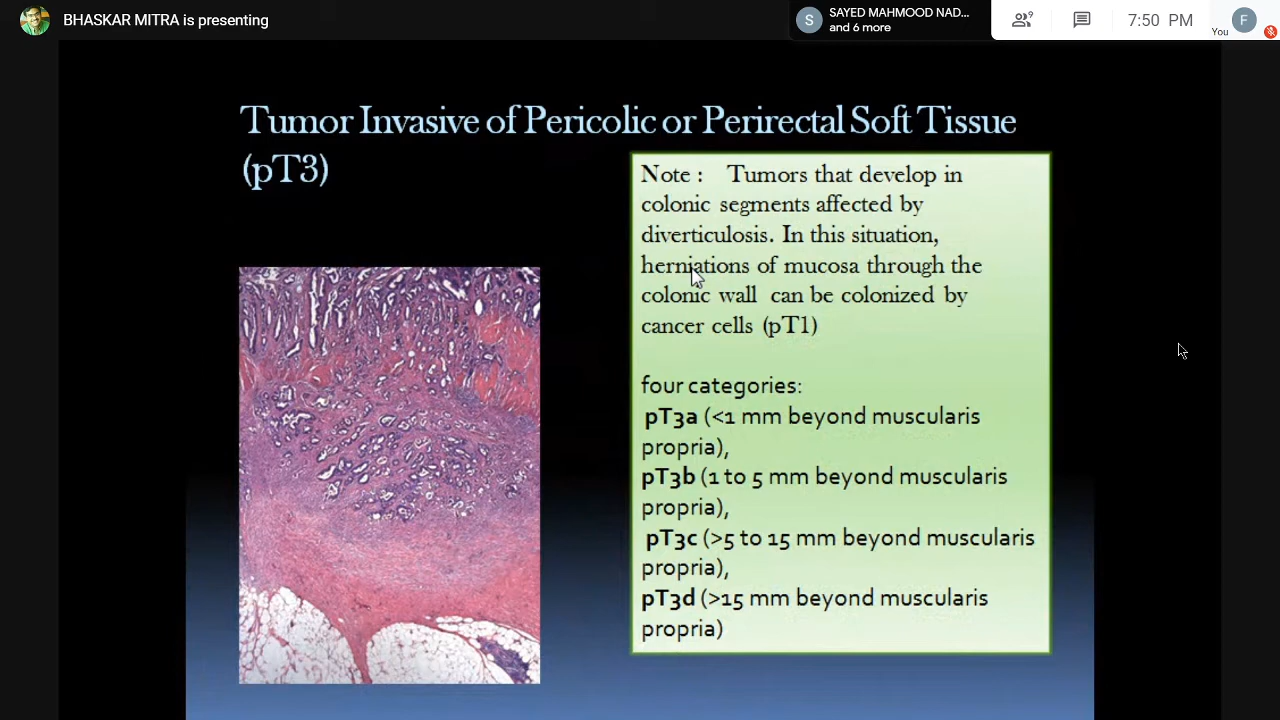 BHASKAR MITRA is presenting
S
SAYED MAHMOOD NAD...
and 6 more
9
7:50 PM
You
F
Tumor Invasive of Pericolic or Perirectal Soft Tissue
(pT3)
Note : Tumors that develop in
colonic segments affected by
diverticulosis. In this situation,
herniations of mucosa through the
colonic wall can be colonized by
cancer cells (pT1)
four categories:
pT3a (<1 mm beyond muscularis
propria),
pT3b (1 to 5 mm beyond muscularis
propria),
pT3c (>5 to 15 mm beyond muscularis
propria),
pT3d (>15 mm beyond muscularis
propria)